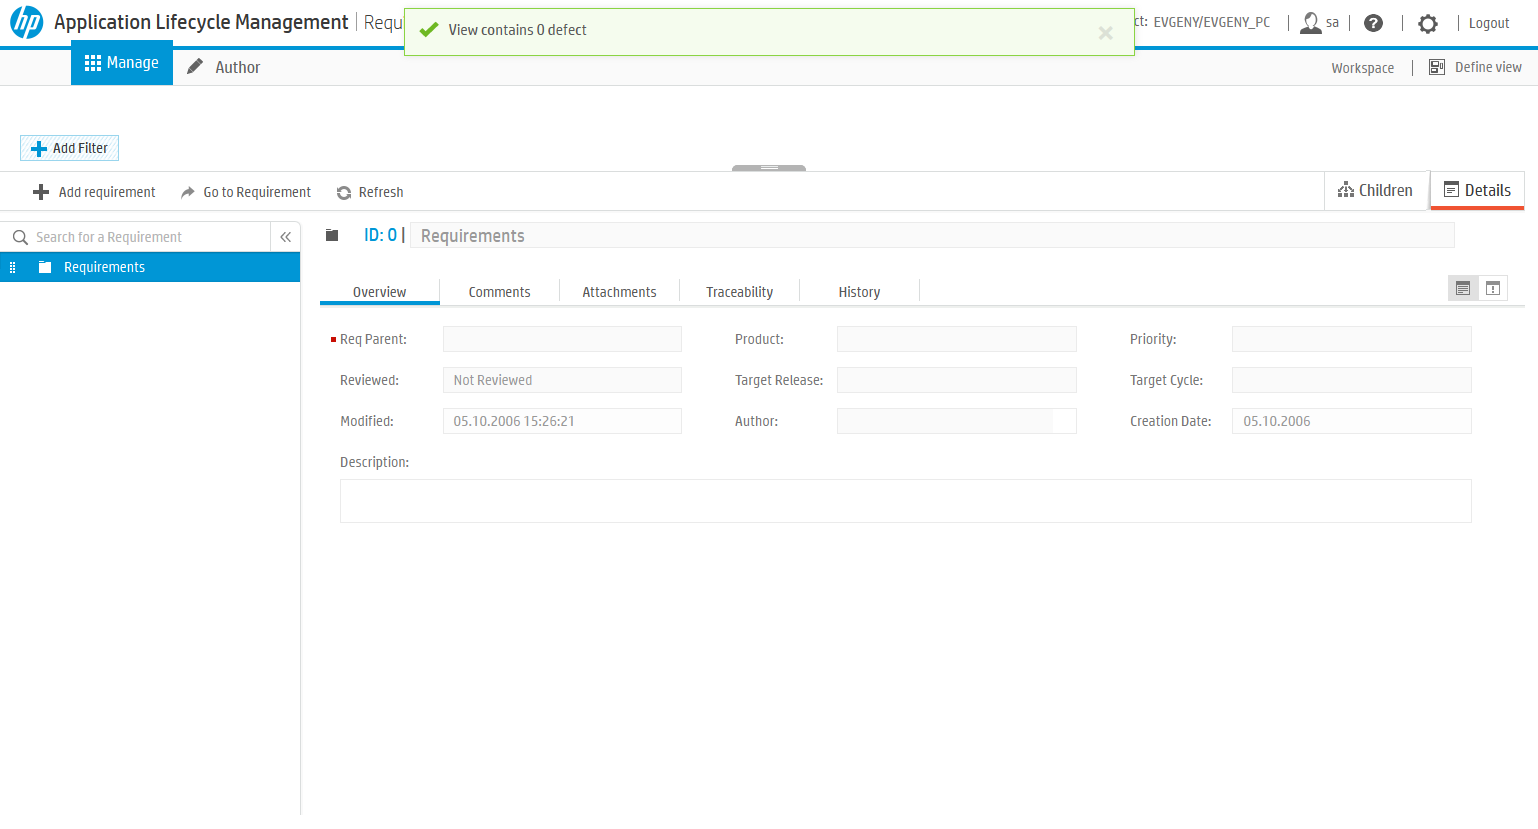 hp Application Lifecycle Management | Requ
View contains 0 defect
ct: EVGENY/EVGENY_PC
sa
?
Logout
Manage
Author
Workspace
Define view
Add Filter
Add requirement
Go to Requirement
Refresh
Children
Details
Search for a Requirement
Requirements
ID: 0 | Requirements
Overview Comments Attachments Traceability History
Req Parent: Product: Priority:
Reviewed: Not Reviewed Target Release: Target Cycle:
Modified: 05.10.2006 15:26:21 Author: Creation Date: 05.10.2006
Description: